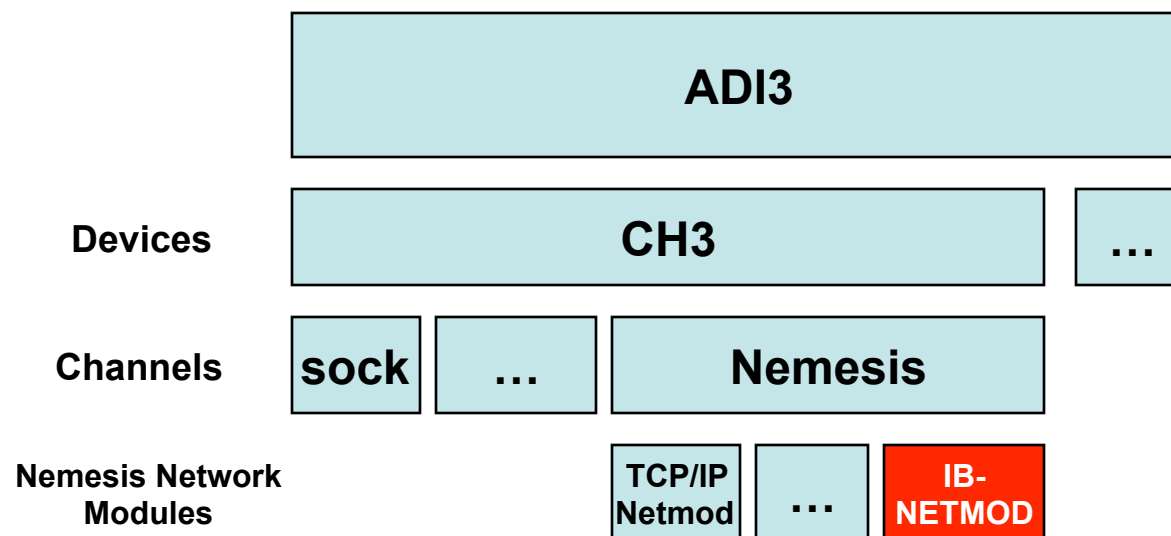 ADI3
Devices
CH3
...
Channels
sock
...
Nemesis
Nemesis Network
Modules
TCP/IP
Netmod
...
IB-
NETMOD